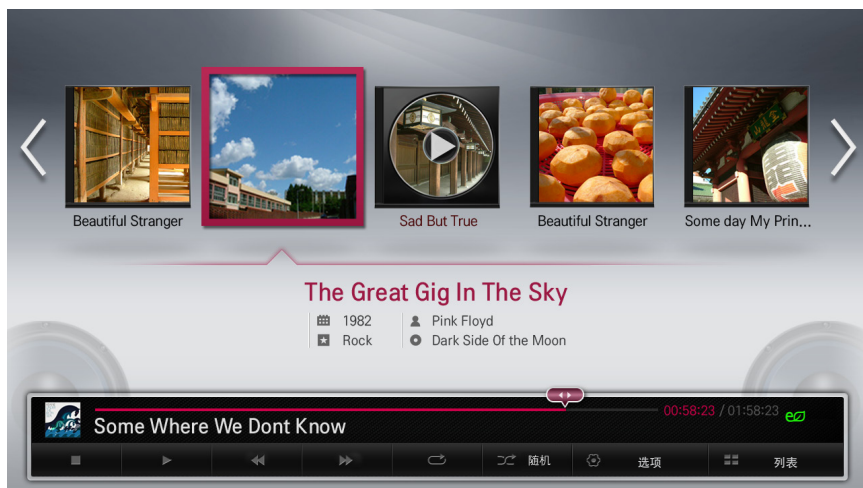 Beautiful Stranger
Sad But True
Beautiful Stranger
Some day My Prin...
The Great Gig In The Sky
1982
Pink Floyd
Rock
Dark Side Of the Moon
00:58:23 / 01:58:23
Some Where We Dont Know
随机
选项
列表